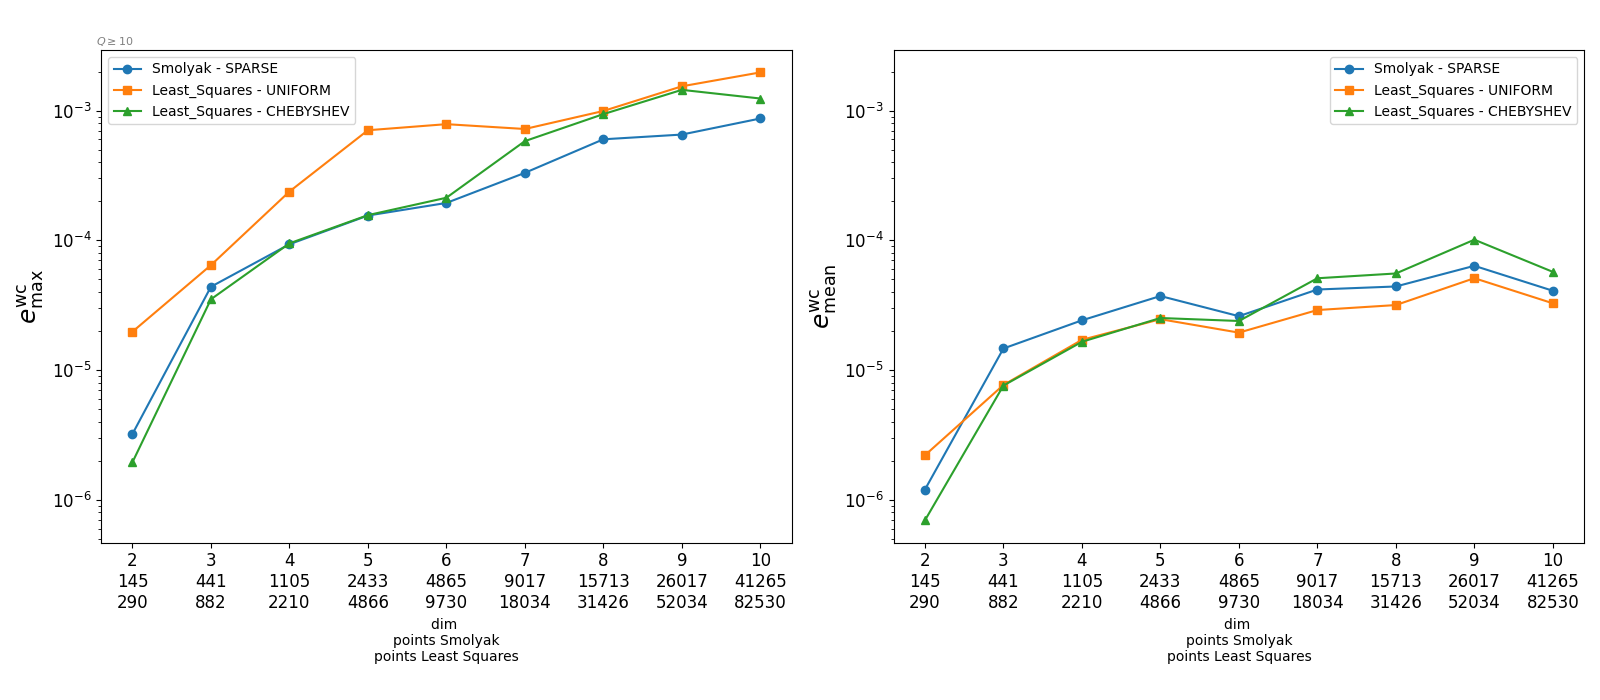 Q ≥ 10
Smolyak - SPARSE
Least_Squares - UNIFORM
Least_Squares - CHEBYSHEV
10⁻³
10⁻⁴
10⁻⁵
10⁻⁶
e^wc_max
2 3 4 5 6 7 8 9 10
145 441 1105 2433 4865 9017 15713 26017 41265
290 882 2210 4866 9730 18034 31426 52034 82530
dim
points Smolyak
points Least Squares
Smolyak - SPARSE
Least_Squares - UNIFORM
Least_Squares - CHEBYSHEV
10⁻³
10⁻⁴
10⁻⁵
10⁻⁶
e^wc_mean
2 3 4 5 6 7 8 9 10
145 441 1105 2433 4865 9017 15713 26017 41265
290 882 2210 4866 9730 18034 31426 52034 82530
dim
points Smolyak
points Least Squares